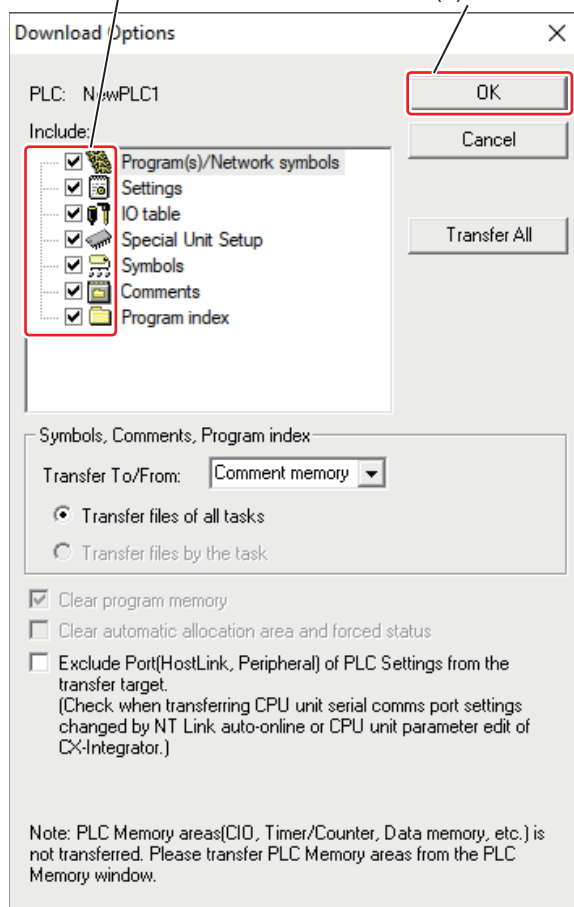 Download Options
PLC: NewPLC1
OK
Include:
Cancel
Program(s)/Network symbols
Settings
IO table
Transfer All
Special Unit Setup
Symbols
Comments
Program index
Symbols, Comments, Program index
Transfer To/From: Comment memory
Transfer files of all tasks
Transfer files by the task
Clear program memory
Clear automatic allocation area and forced status
Exclude Port(HostLink, Peripheral) of PLC Settings from the
transfer target.
(Check when transferring CPU unit serial comms port settings
changed by NT Link auto-online or CPU unit parameter edit of
CX-Integrator.)
Note: PLC Memory areas(CIO, Timer/Counter, Data memory, etc.) is
not transferred. Please transfer PLC Memory areas from the PLC
Memory window.